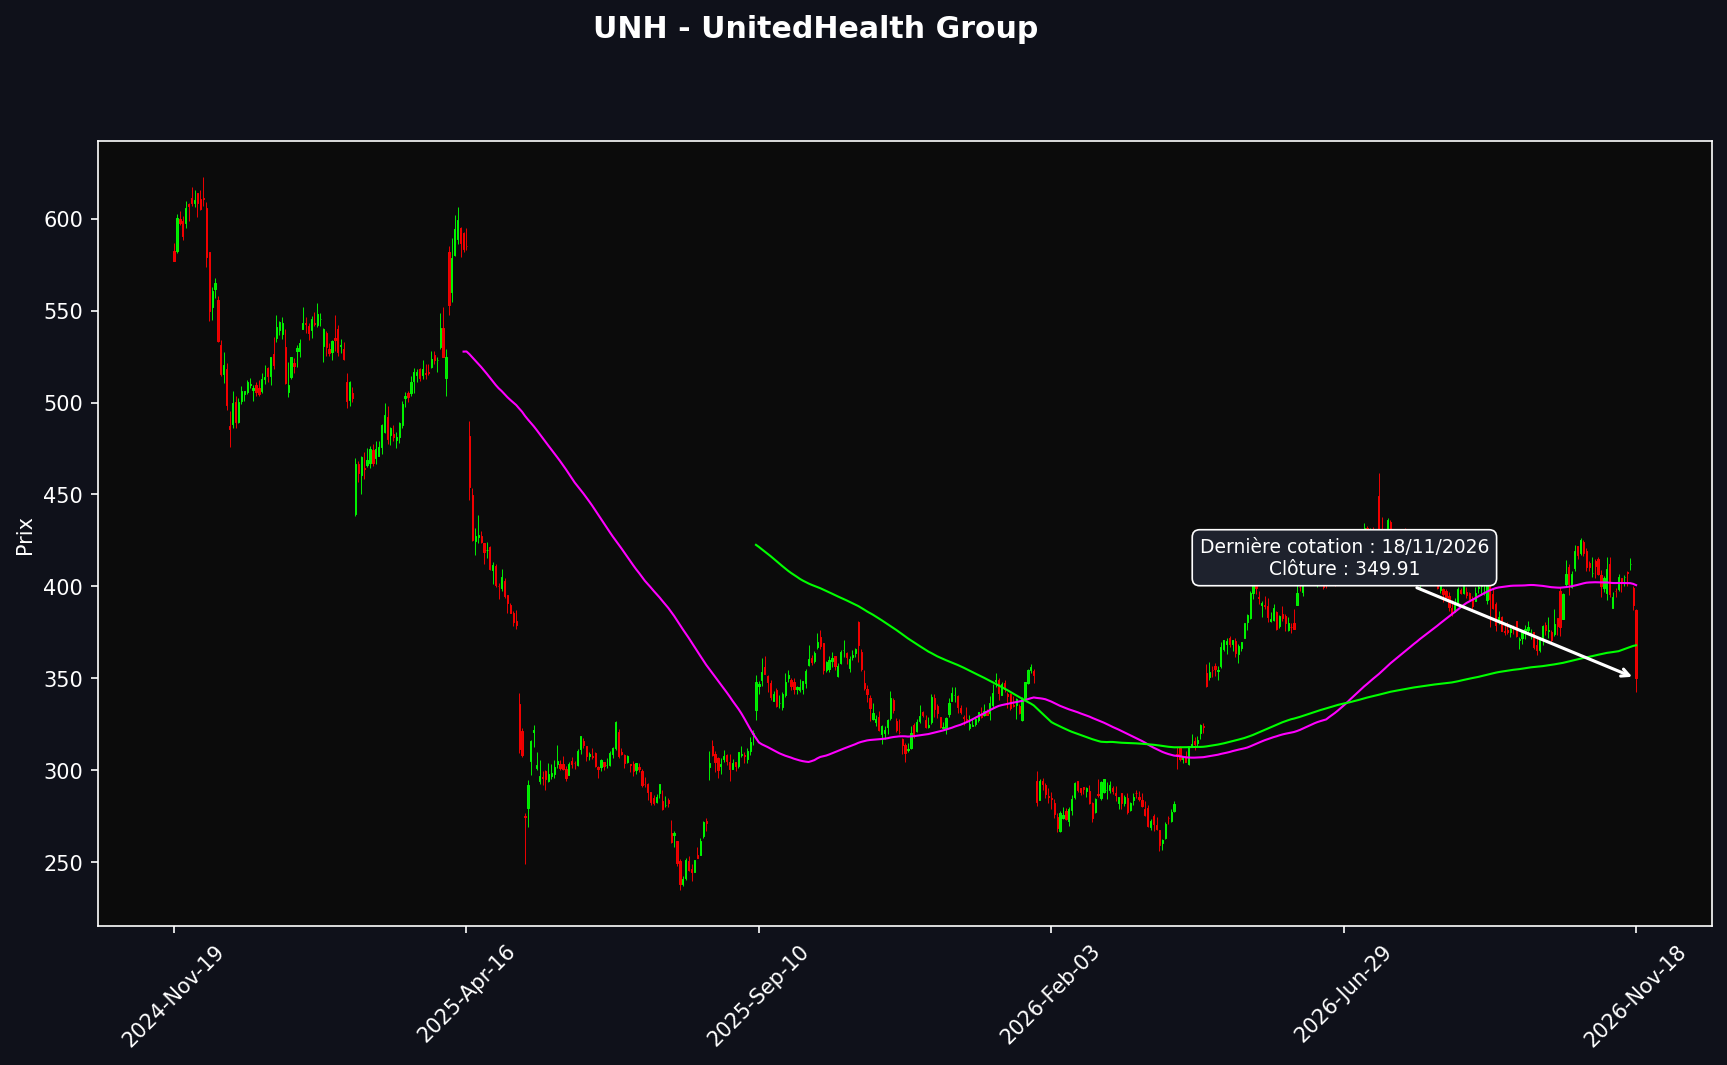 UNH - UnitedHealth Group
Prix
600
550
500
450
400
350
300
250
Dernière cotation : 18/11/2026
Clôture : 349.91
2024-Nov-19
2025-Apr-16
2025-Sep-10
2026-Feb-03
2026-Jun-29
2026-Nov-18